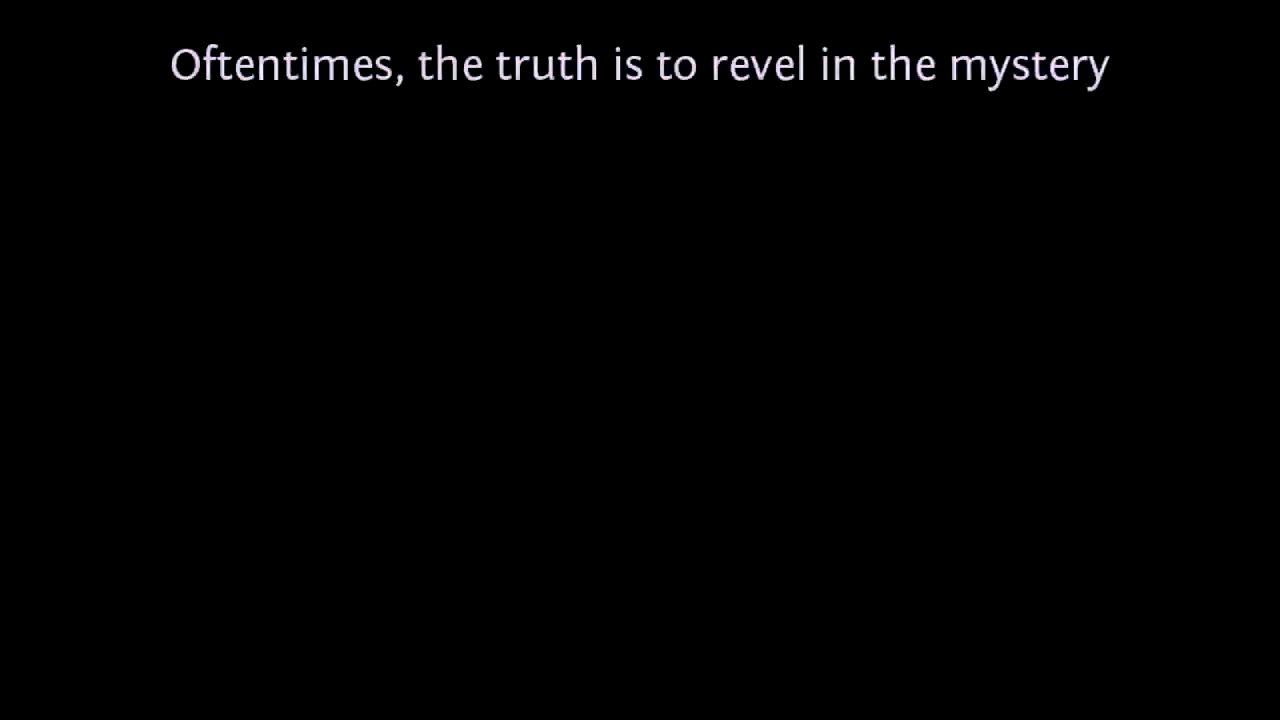 Oftentimes, the truth is to revel in the mystery